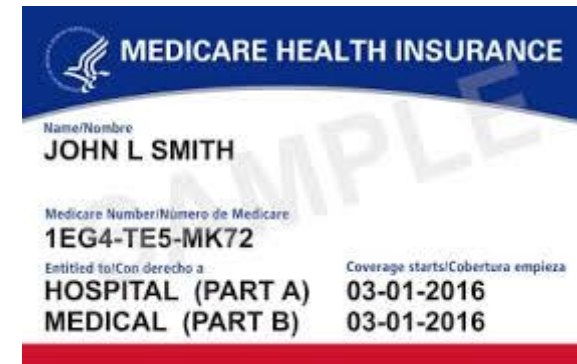 MEDICARE HEALTH INSURANCE
Name/Nombre
JOHN L SMITH
Medicare Number/Número de Medicare
1EG4-TE5-MK72
Entitled to/Con derecho a Coverage starts/Cobertura empieza
HOSPITAL (PART A) 03-01-2016
MEDICAL (PART B) 03-01-2016
SAMPLE